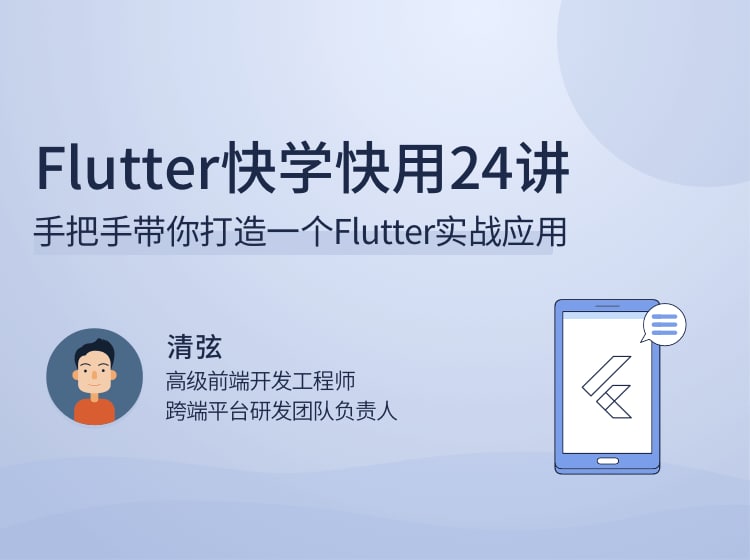 Flutter快学快用24讲
手把手带你打造一个Flutter实战应用
清弦
高级前端开发工程师
跨端平台研发团队负责人